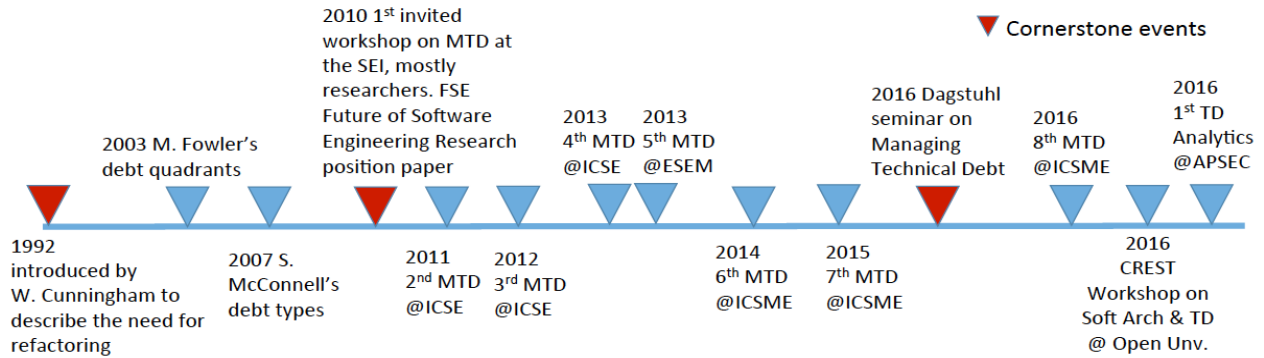 2010 1st invited
workshop on MTD at
the SEI, mostly
researchers. FSE
Future of Software
Engineering Research
position paper
Cornerstone events
2003 M. Fowler's
debt quadrants
2013
4th MTD
@ICSE
2013
5th MTD
@ESEM
2016 Dagstuhl
seminar on
Managing
Technical Debt
2016
8th MTD
@ICSME
2016
1st TD
Analytics
@APSEC
1992
introduced by
W. Cunningham to
describe the need for
refactoring
2007 S.
McConnell's
debt types
2011
2nd MTD
@ICSE
2012
3rd MTD
@ICSE
2014
6th MTD
@ICSME
2015
7th MTD
@ICSME
2016
CREST
Workshop on
Soft Arch & TD
@ Open Unv.